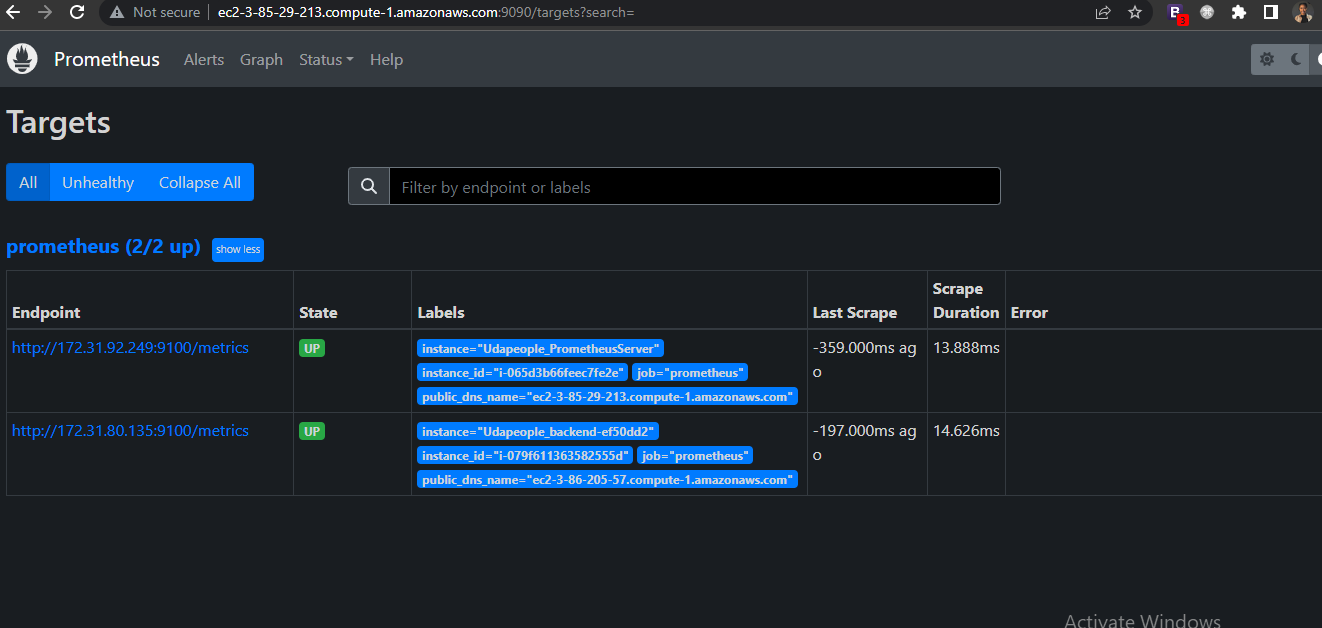 Not secure | ec2-3-85-29-213.compute-1.amazonaws.com:9090/targets?search=
B 3
Prometheus Alerts Graph Status Help
Targets
All Unhealthy Collapse All
Filter by endpoint or labels
prometheus (2/2 up) show less
Endpoint State Labels Last Scrape Scrape Duration Error
http://172.31.92.249:9100/metrics UP instance="Udapeople_PrometheusServer" -359.000ms ag 13.888ms
instance_id="i-065d3b66feec7fe2e" job="prometheus" o
public_dns_name="ec2-3-85-29-213.compute-1.amazonaws.com"
http://172.31.80.135:9100/metrics UP instance="Udapeople_backend-ef50dd2" -197.000ms ag 14.626ms
instance_id="i-079f611363582555d" job="prometheus" o
public_dns_name="ec2-3-86-205-57.compute-1.amazonaws.com"
Activate Windows